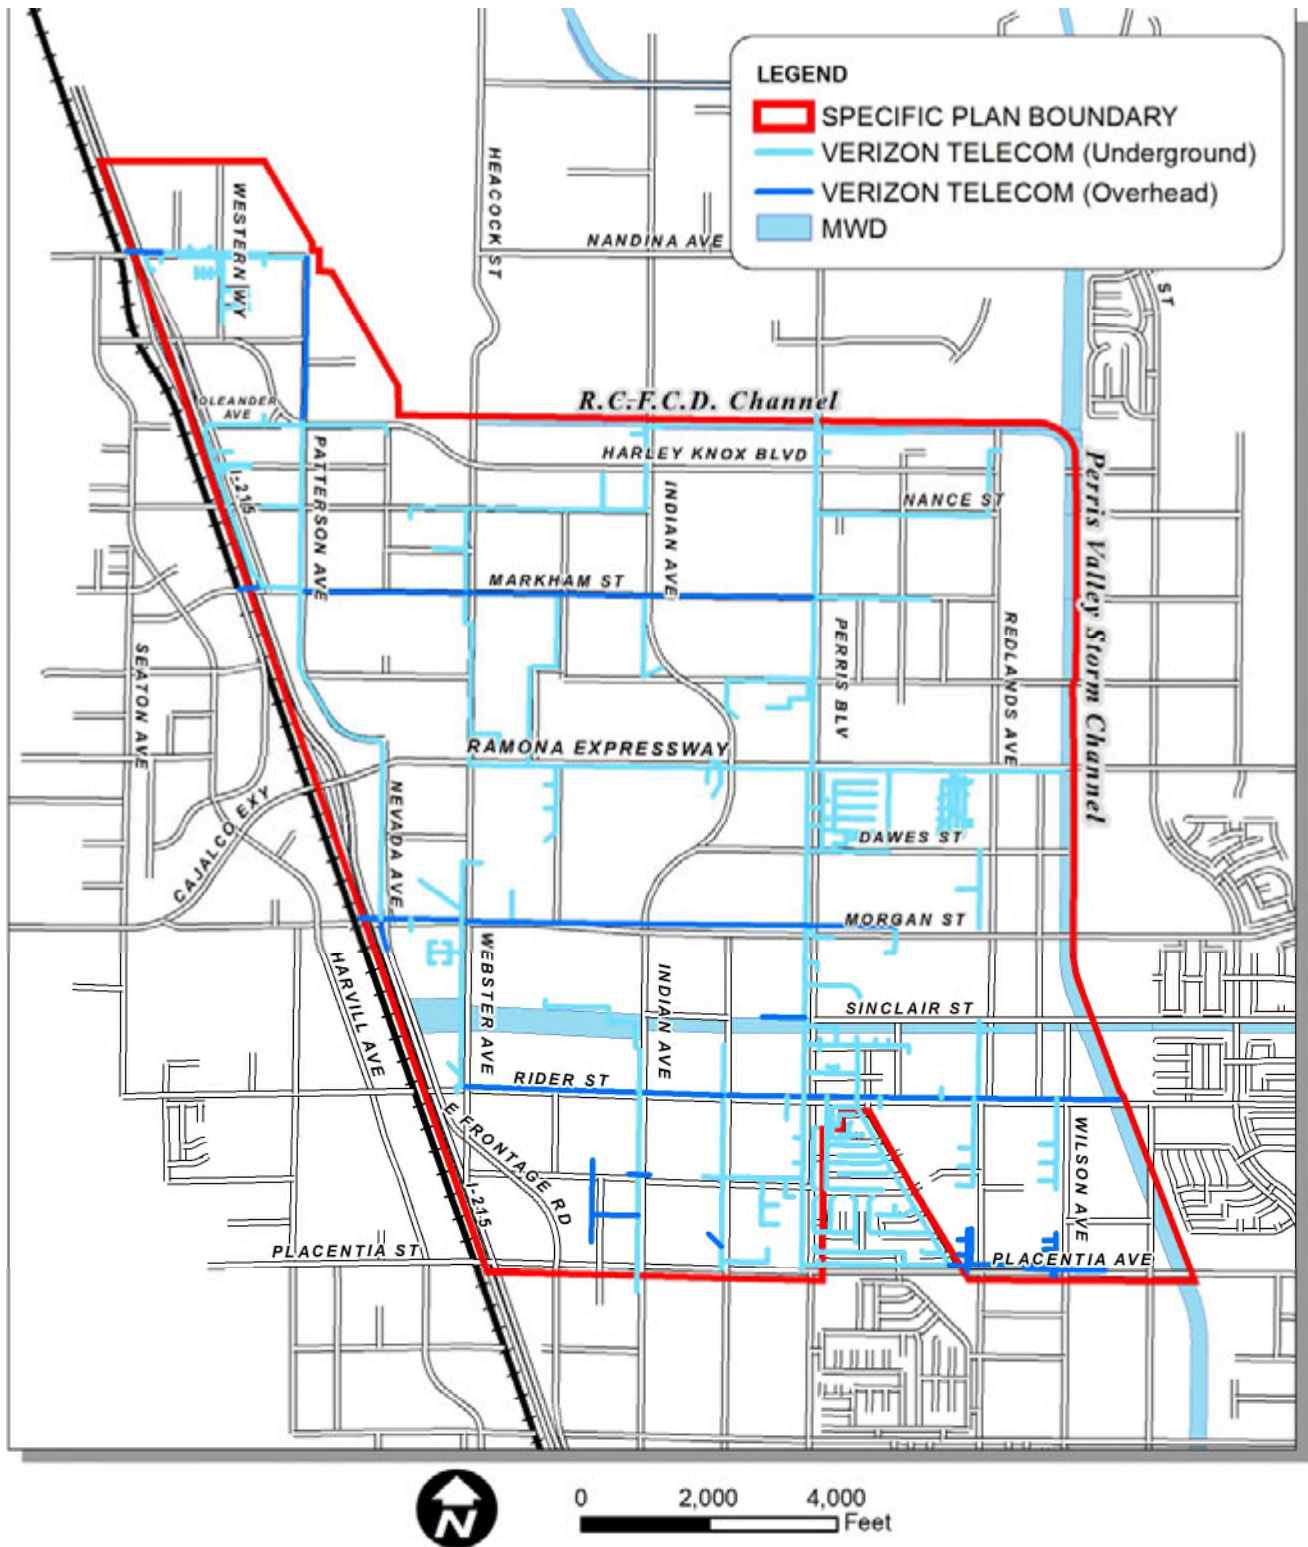 LEGEND
SPECIFIC PLAN BOUNDARY
VERIZON TELECOM (Underground)
VERIZON TELECOM (Overhead)
MWD
HEACOCK ST
WESTERN WY
NANDINA AVE
ST
OLEANDER
AVE
R.C.F.C.D. Channel
HARLEY KNOX BLVD
PATTERSON AVE
I-215
INDIAN AVE
NANCE ST
Perris Valley Storm Channel
MARKHAM ST
SEATON AVE
PERRIS BLV
REDLANDS AVE
RAMONA EXPRESSWAY
CAJALCO EXY
NEVADA AVE
DAWES ST
MORGAN ST
HARVILL AVE
WEBSTER AVE
INDIAN AVE
SINCLAIR ST
RIDER ST
E FRONTAGE RD
I-215
WILSON AVE
PLACENTIA ST
PLACENTIA AVE
N
0 2,000 4,000
Feet